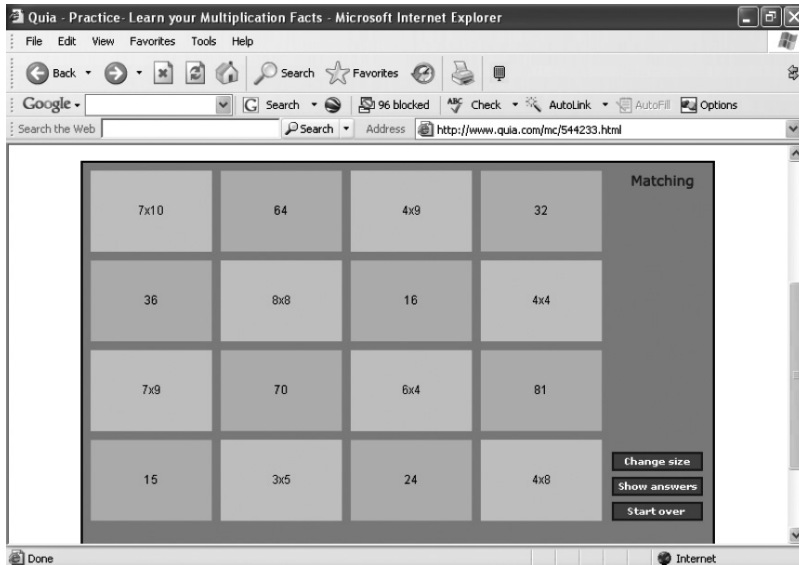 Quia - Practice- Learn your Multiplication Facts - Microsoft Internet Explorer
File Edit View Favorites Tools Help
Back Search Favorites
Google G Search 96 blocked ABC Check AutoLink AutoFill Options
Search the Web Search Address http://www.quia.com/mc/544233.html
Matching
7x10 64 4x9 32
36 8x8 16 4x4
7x9 70 6x4 81
15 3x5 24 4x8
Change size
Show answers
Start over
Done Internet